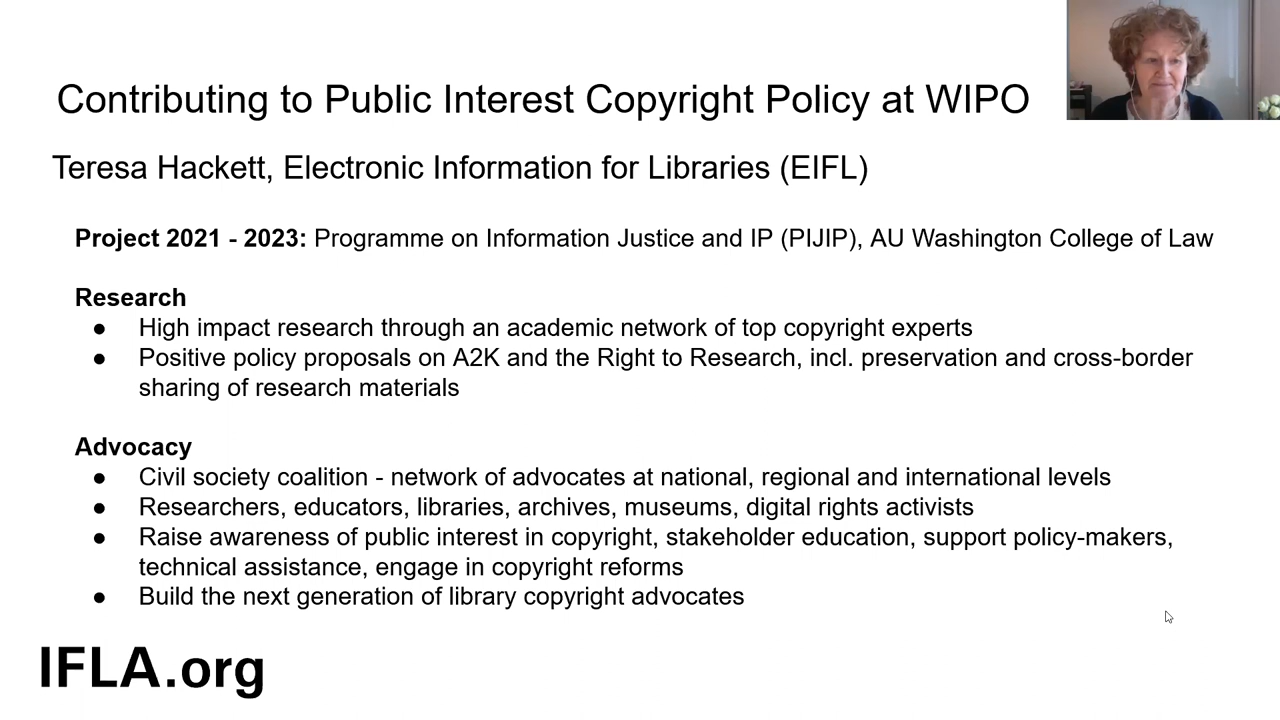 Contributing to Public Interest Copyright Policy at WIPO
Teresa Hackett, Electronic Information for Libraries (EIFL)
Project 2021 - 2023: Programme on Information Justice and IP (PIJIP), AU Washington College of Law
Research
● High impact research through an academic network of top copyright experts
● Positive policy proposals on A2K and the Right to Research, incl. preservation and cross-border
sharing of research materials
Advocacy
● Civil society coalition - network of advocates at national, regional and international levels
● Researchers, educators, libraries, archives, museums, digital rights activists
● Raise awareness of public interest in copyright, stakeholder education, support policy-makers,
technical assistance, engage in copyright reforms
● Build the next generation of library copyright advocates
IFLA.org